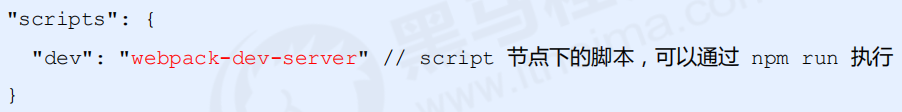 "scripts": {
"dev": "webpack-dev-server" // script 节点下的脚本，可以通过 npm run 执行
}